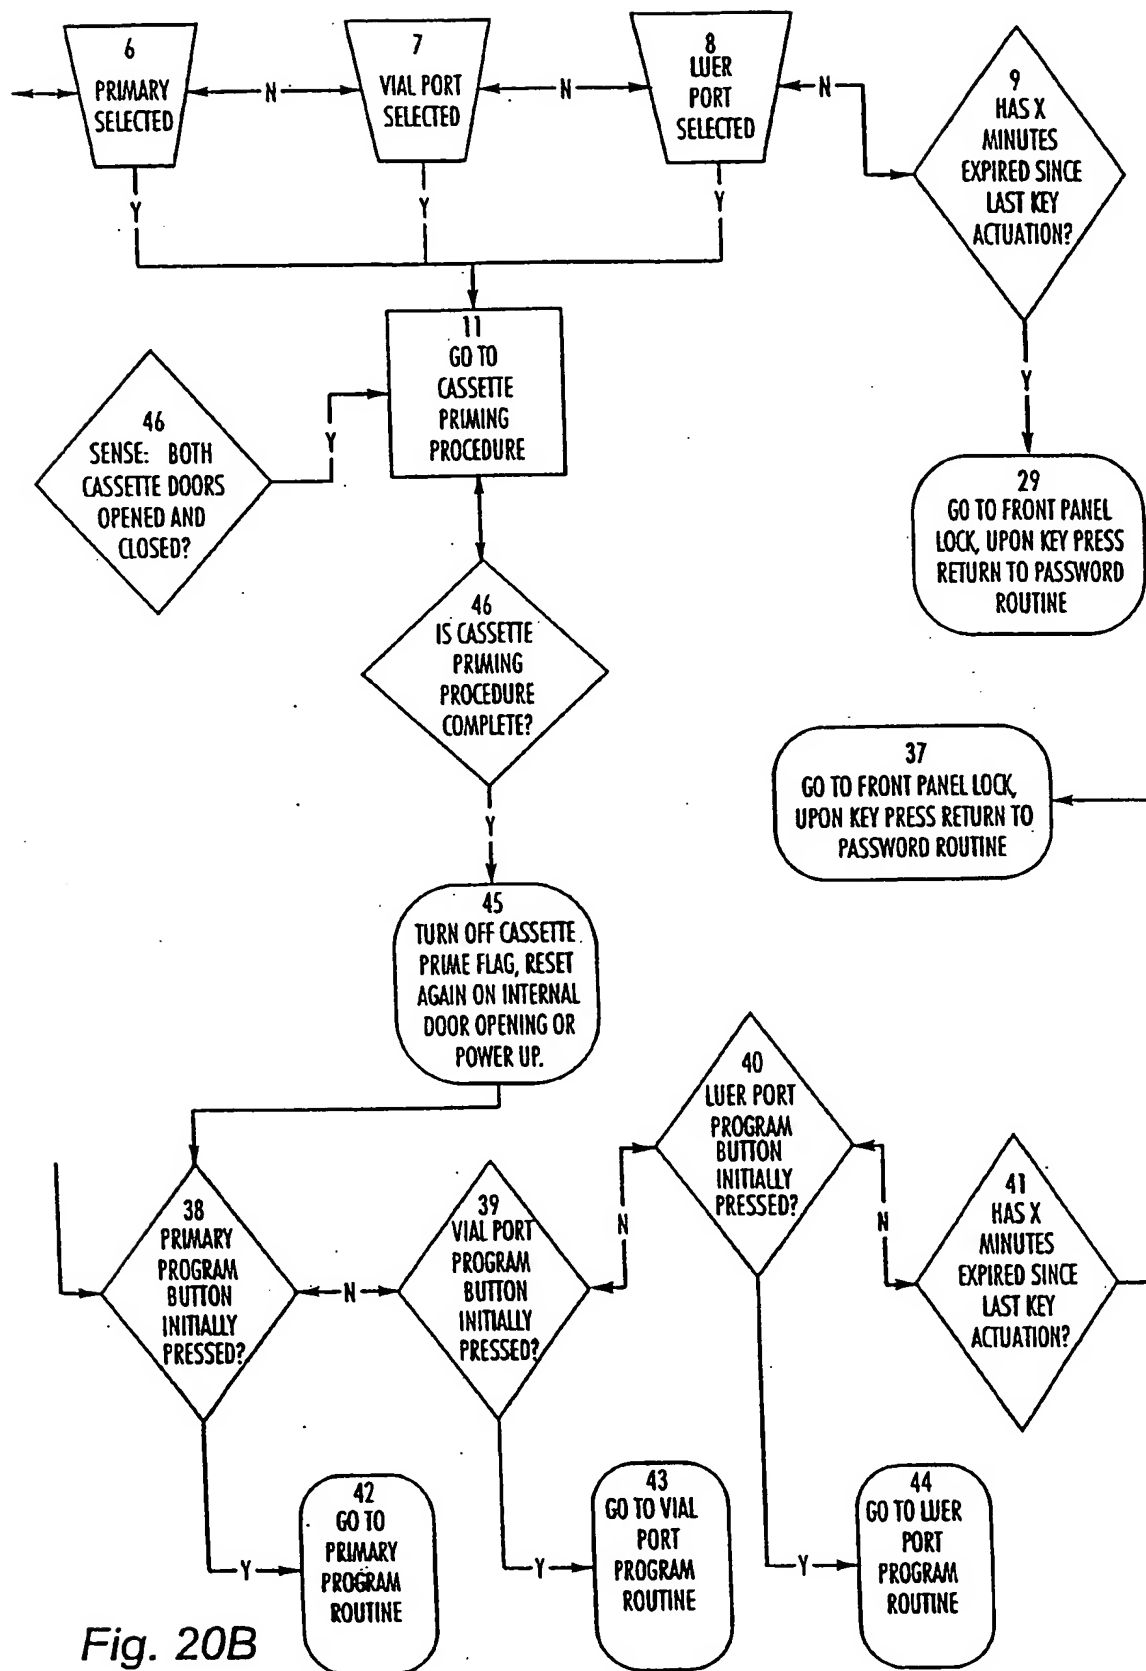 6
PRIMARY
SELECTED
N
7
VIAL PORT
SELECTED
N
8
LUER
PORT
SELECTED
N
9
HAS X
MINUTES
EXPIRED SINCE
LAST KEY
ACTUATION?
Y
Y
Y
11
GO TO
CASSETTE
PRIMING
PROCEDURE
46
SENSE: BOTH
CASSETTE DOORS
OPENED AND
CLOSED?
Y
Y
29
GO TO FRONT PANEL
LOCK, UPON KEY PRESS
RETURN TO PASSWORD
ROUTINE
46
IS CASSETTE
PRIMING
PROCEDURE
COMPLETE?
Y
37
GO TO FRONT PANEL LOCK,
UPON KEY PRESS RETURN TO
PASSWORD ROUTINE
45
TURN OFF CASSETTE
PRIME FLAG, RESET
AGAIN ON INTERNAL
DOOR OPENING OR
POWER UP.
38
PRIMARY
PROGRAM
BUTTON
INITIALLY
PRESSED?
N
39
VIAL PORT
PROGRAM
BUTTON
INITIALLY
PRESSED?
N
40
LUER PORT
PROGRAM
BUTTON
INITIALLY
PRESSED?
N
41
HAS X
MINUTES
EXPIRED SINCE
LAST KEY
ACTUATION?
Y
42
GO TO
PRIMARY
PROGRAM
ROUTINE
Y
43
GO TO VIAL
PORT
PROGRAM
ROUTINE
Y
44
GO TO LUER
PORT
PROGRAM
ROUTINE
Fig. 20B